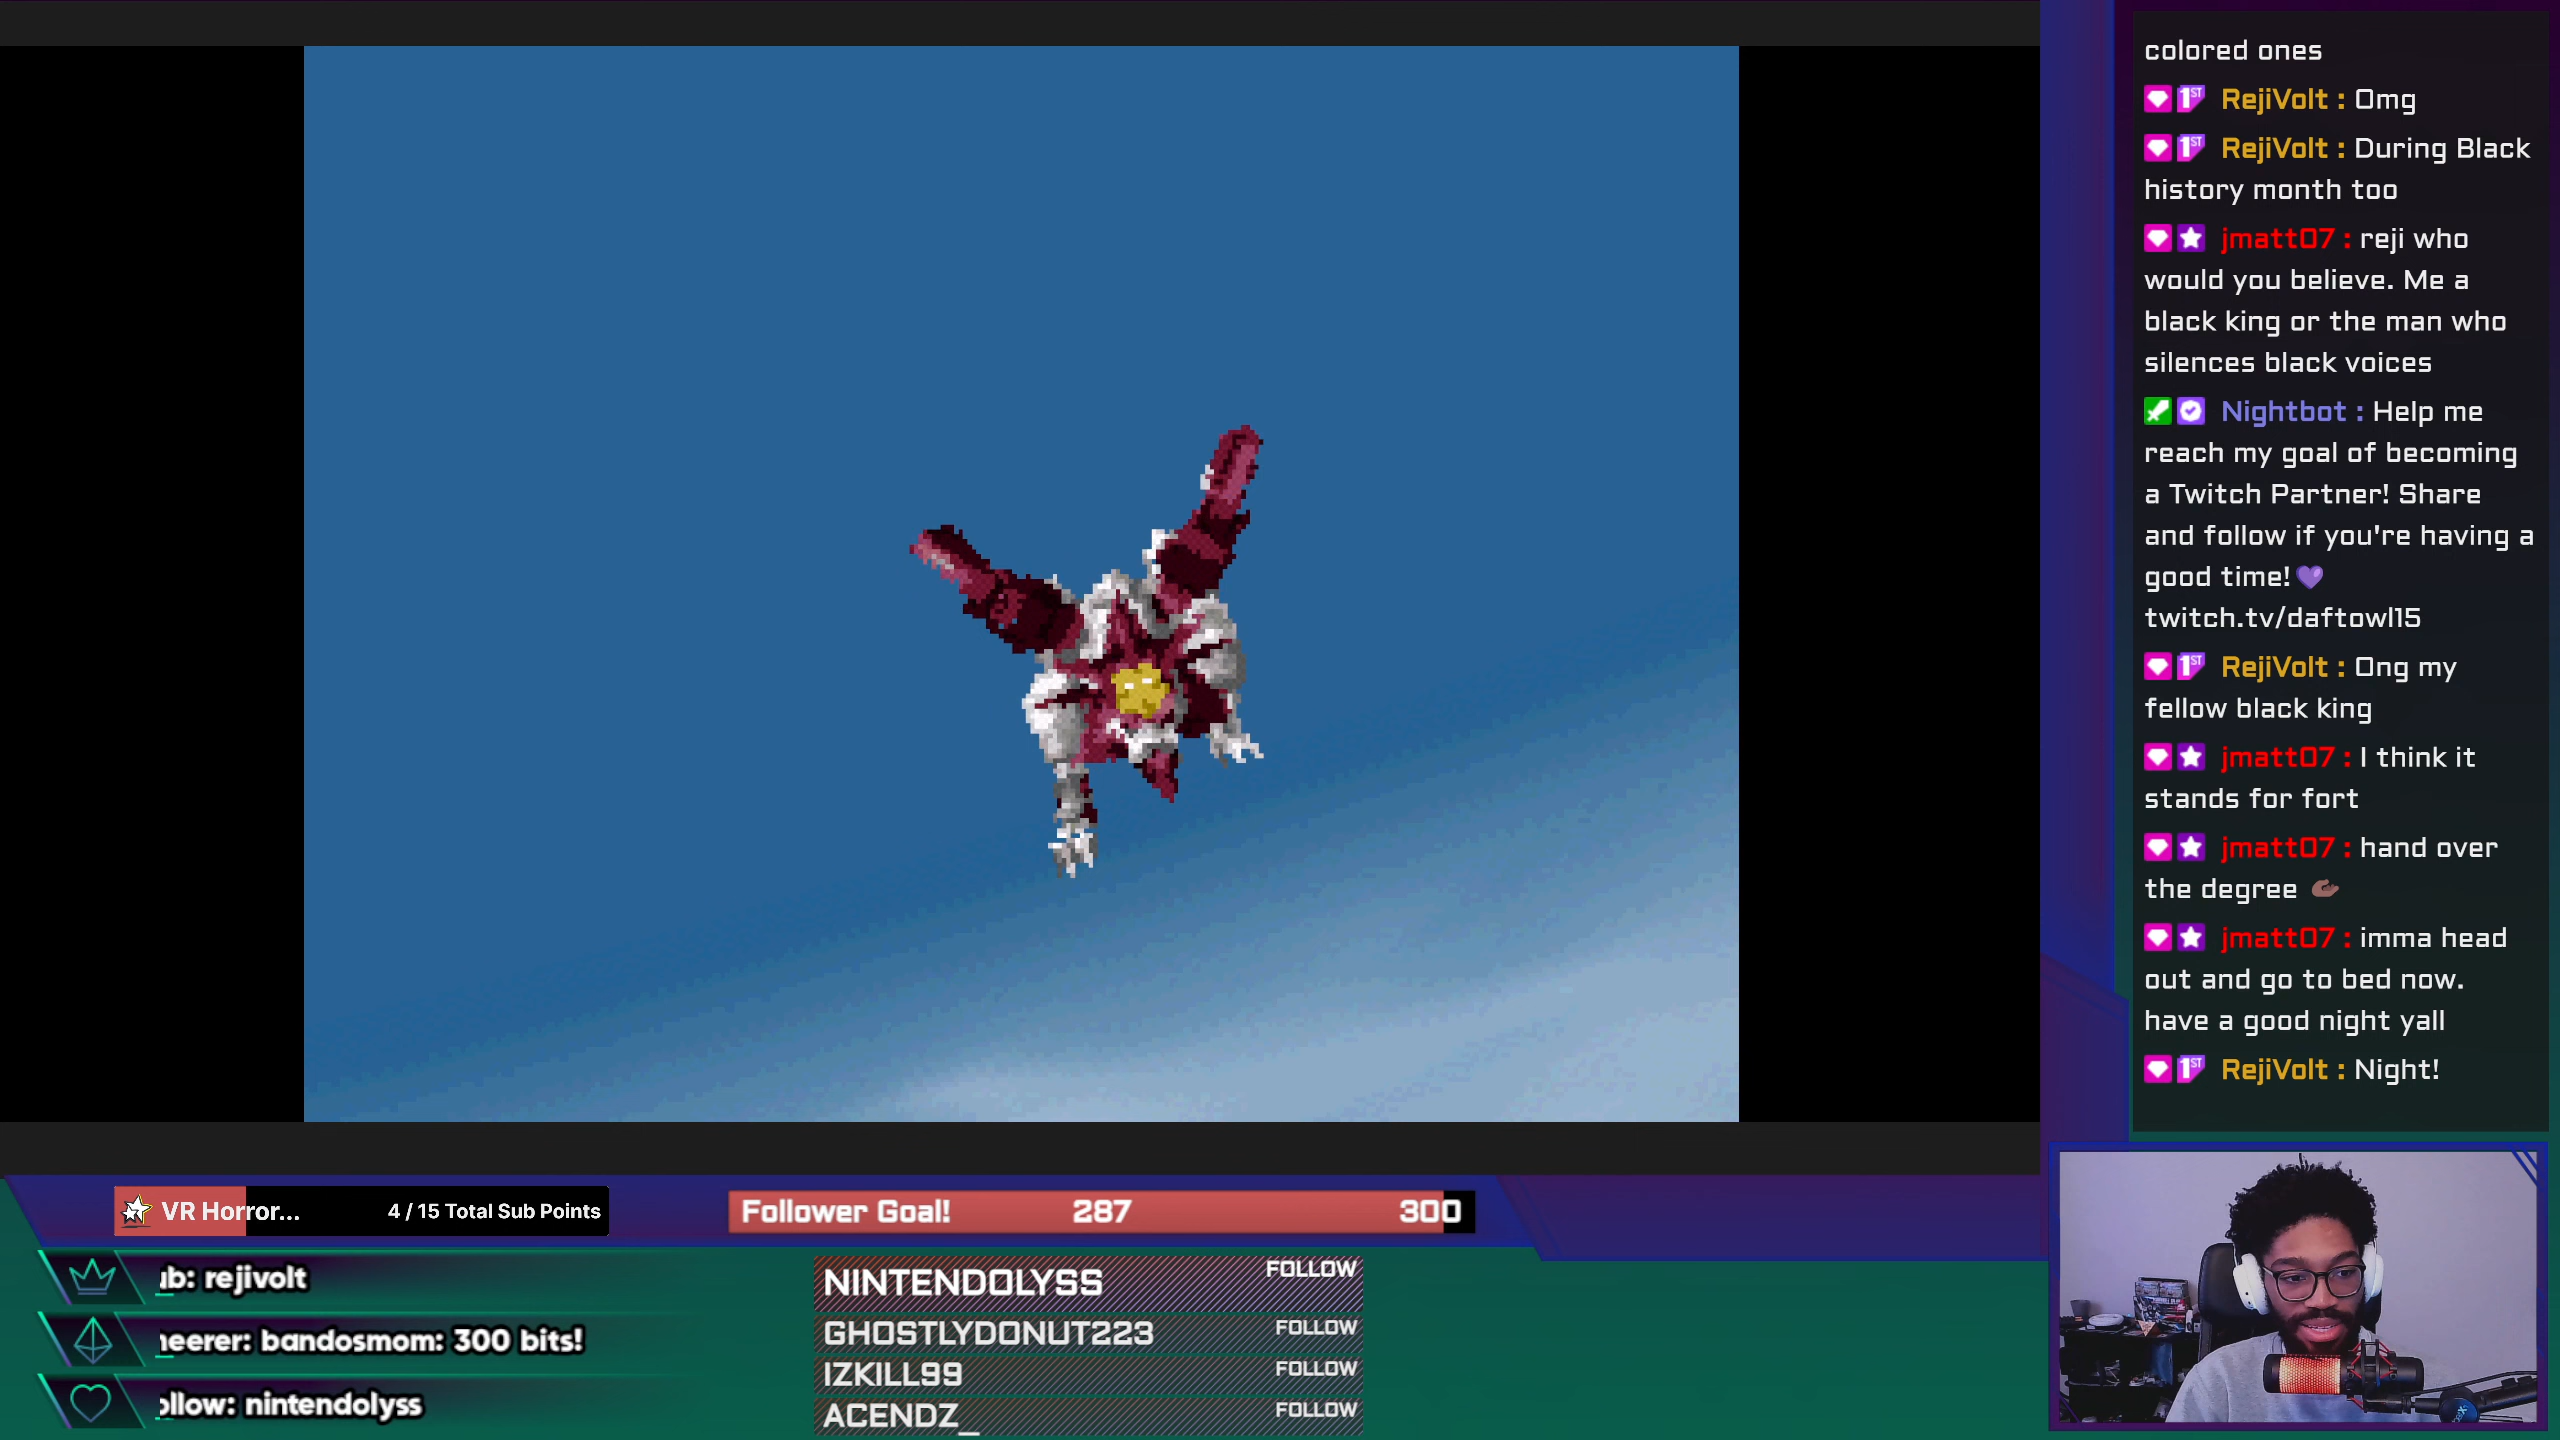 colored ones
RejiVolt : Omg
RejiVolt : During Black
history month too
jmatt07 : reji who
would you believe. Me a
black king or the man who
silences black voices
Nightbot : Help me
reach my goal of becoming
a Twitch Partner! Share
and follow if you're having a
good time!💜
twitch.tv/daftowl15
RejiVolt : Ong my
fellow black king
jmatt07 : I think it
stands for fort
jmatt07 : hand over
the degree
jmatt07 : imma head
out and go to bed now.
have a good night yall
RejiVolt : Night!
VR Horror... 4 / 15 Total Sub Points
Follower Goal! 287 300
ub: rejivolt
heerer: bandosmom: 300 bits!
ollow: nintendolyss
NINTENDOLYSS FOLLOW
GHOSTLYDONUT223 FOLLOW
IZKILL99 FOLLOW
ACENDZ_ FOLLOW